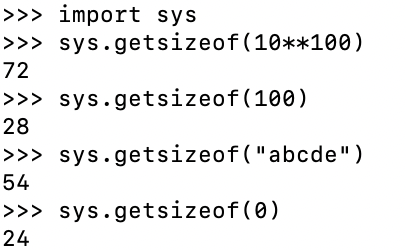 >>> import sys
>>> sys.getsizeof(10**100)
72
>>> sys.getsizeof(100)
28
>>> sys.getsizeof("abcde")
54
>>> sys.getsizeof(0)
24